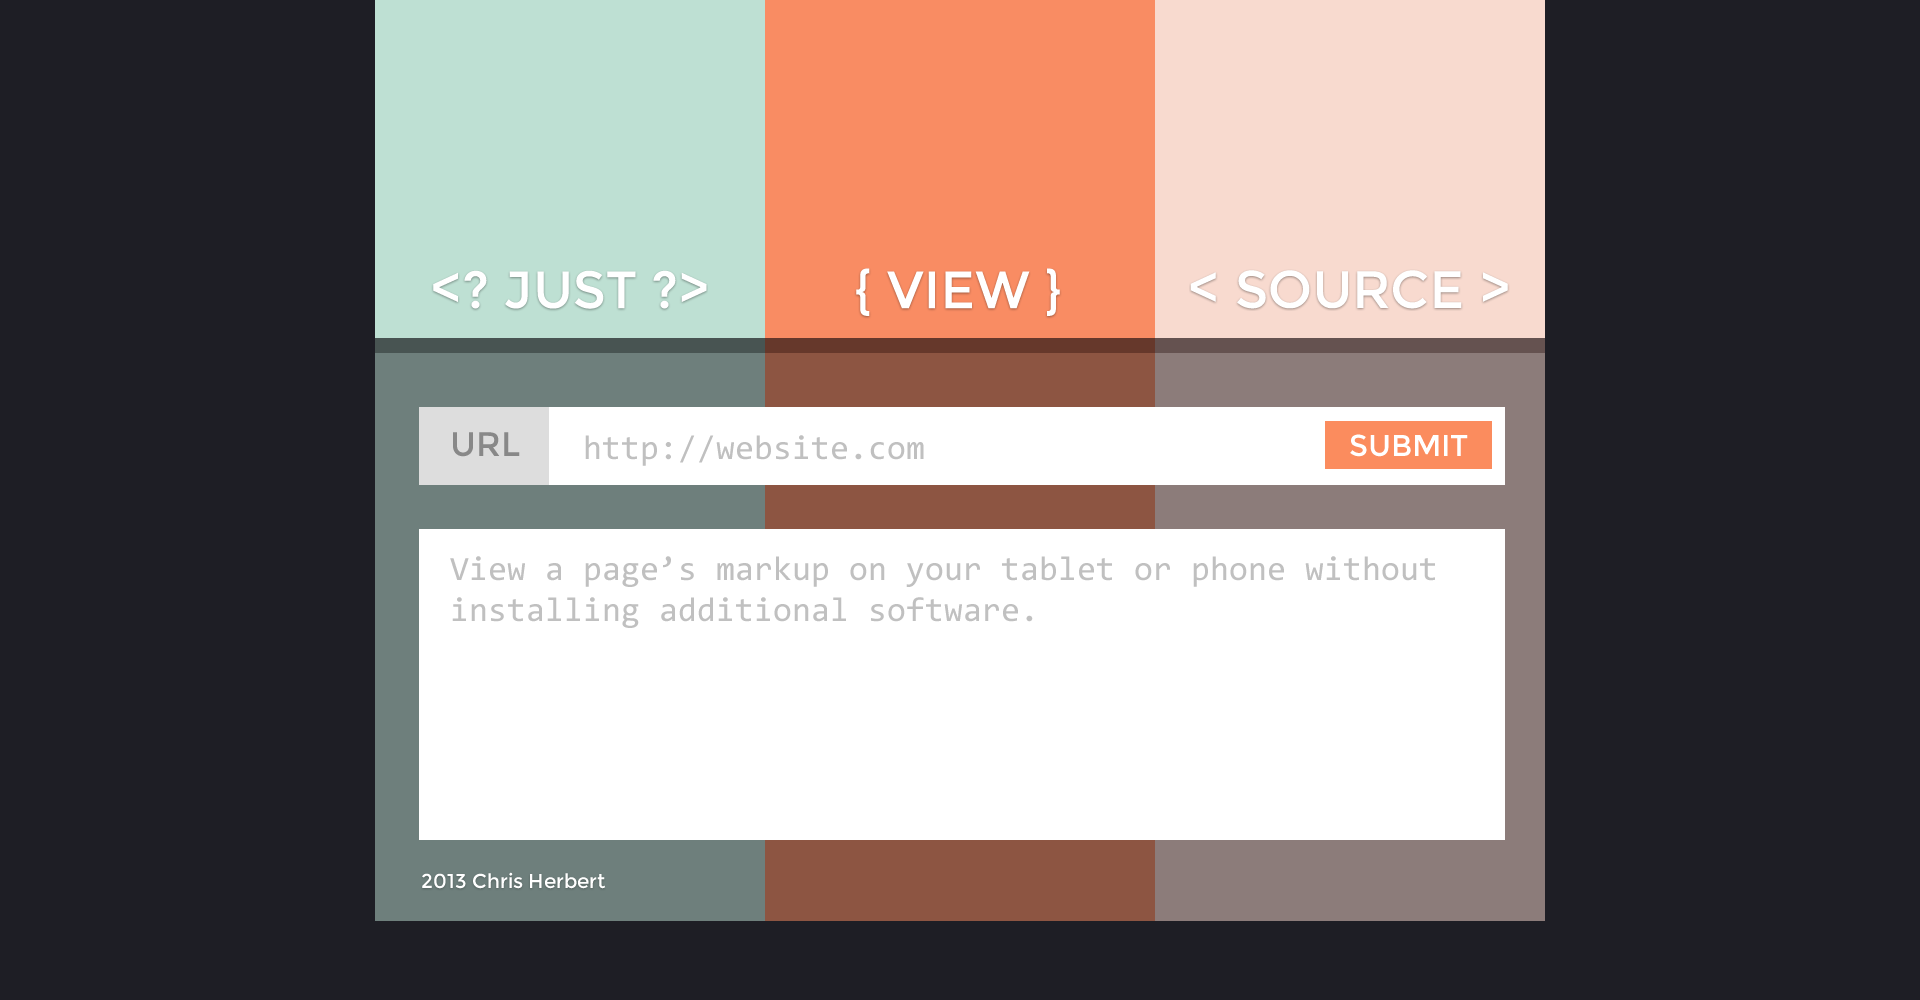 <? JUST ?> { VIEW } < SOURCE >
URL http://website.com SUBMIT
View a page’s markup on your tablet or phone without
installing additional software.
2013 Chris Herbert